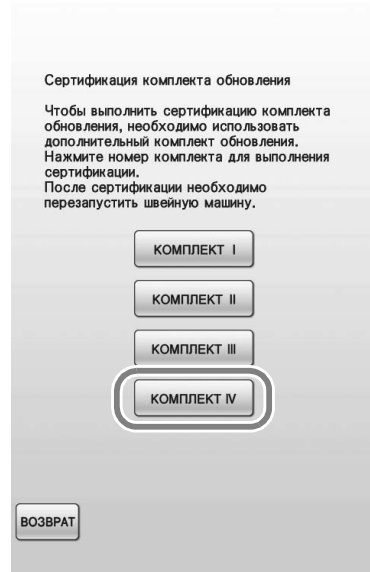 Сертификация комплекта обновления
Чтобы выполнить сертификацию комплекта
обновления, необходимо использовать
дополнительный комплект обновления.
Нажмите номер комплекта для выполнения
сертификации.
После сертификации необходимо
перезапустить швейную машину.
КОМПЛЕКТ I
КОМПЛЕКТ II
КОМПЛЕКТ III
КОМПЛЕКТ IV
ВОЗВРАТ